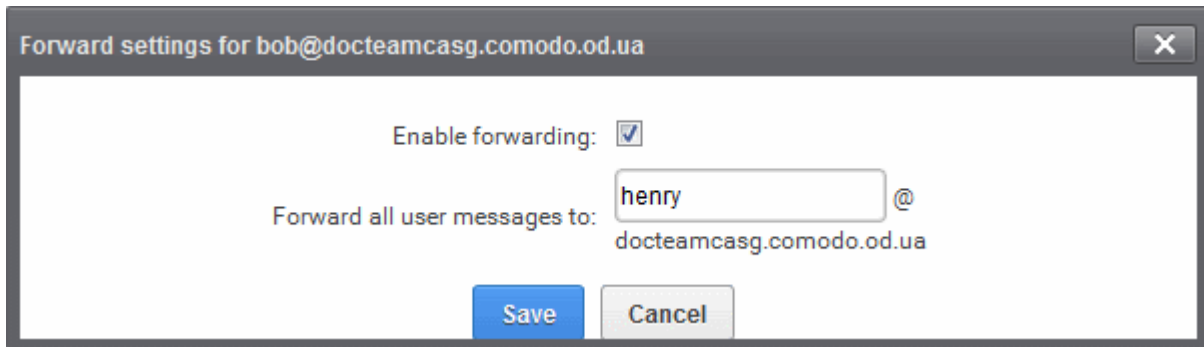 Forward settings for bob@docteamcasg.comodo.od.ua
Enable forwarding:
Forward all user messages to: henry @
docteamcasg.comodo.od.ua
Save Cancel